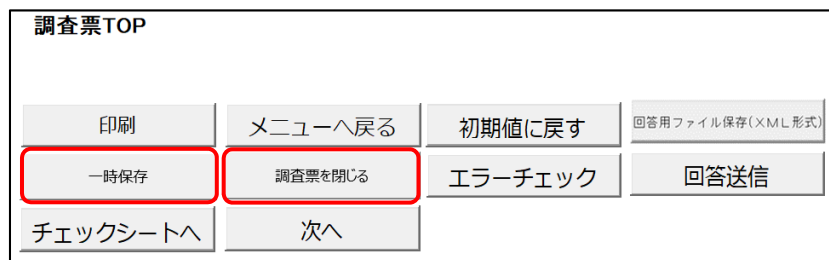 調査票TOP
印刷
メニューへ戻る
初期値に戻す
回答用ファイル保存(XML形式)
一時保存
調査票を閉じる
エラーチェック
回答送信
チェックシートへ
次へ